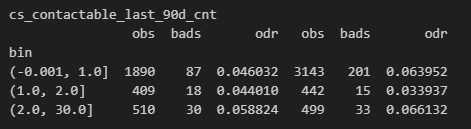 cs_contactable_last_90d_cnt
obs bads odr obs bads odr
bin
(-0.001, 1.0] 1890 87 0.046032 3143 201 0.063952
(1.0, 2.0] 409 18 0.044010 442 15 0.033937
(2.0, 30.0] 510 30 0.058824 499 33 0.066132